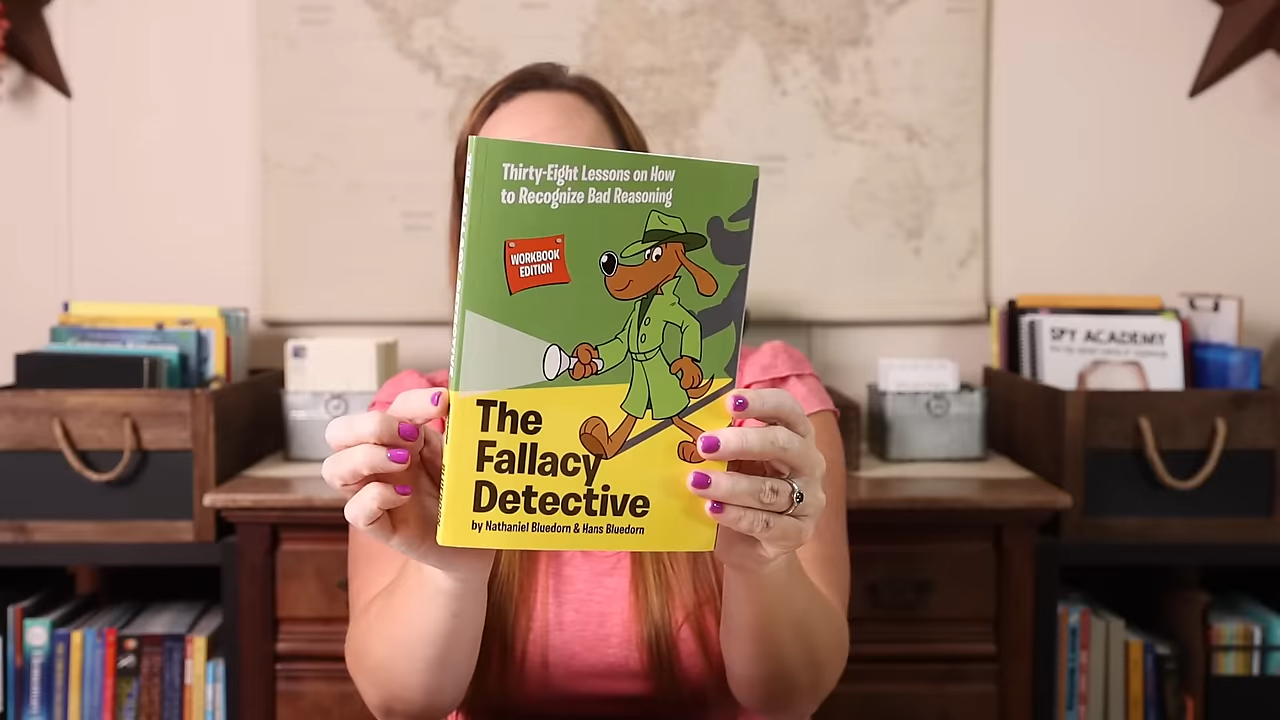 Thirty-Eight Lessons on How
to Recognize Bad Reasoning
WORKBOOK
EDITION
The
Fallacy
Detective
by Nathaniel Bluedorn & Hans Bluedorn
SPY ACADEMY